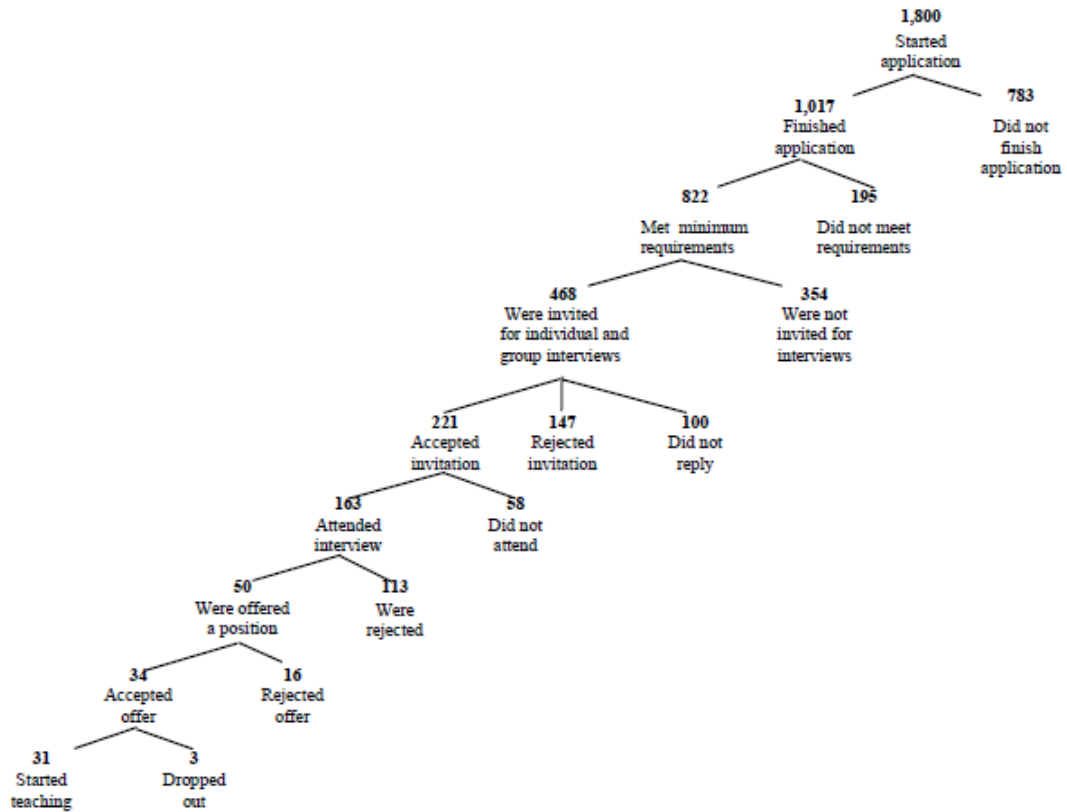 1,800
Started
application
1,017
Finished
application
783
Did not
finish
application
822
Met minimum
requirements
195
Did not meet
requirements
468
Were invited
for individual and
group interviews
354
Were not
invited for
interviews
221
Accepted
invitation
147
Rejected
invitation
100
Did not
reply
163
Attended
interview
58
Did not
attend
50
Were offered
a position
113
Were
rejected
34
Accepted
offer
16
Rejected
offer
31
Started
teaching
3
Dropped
out